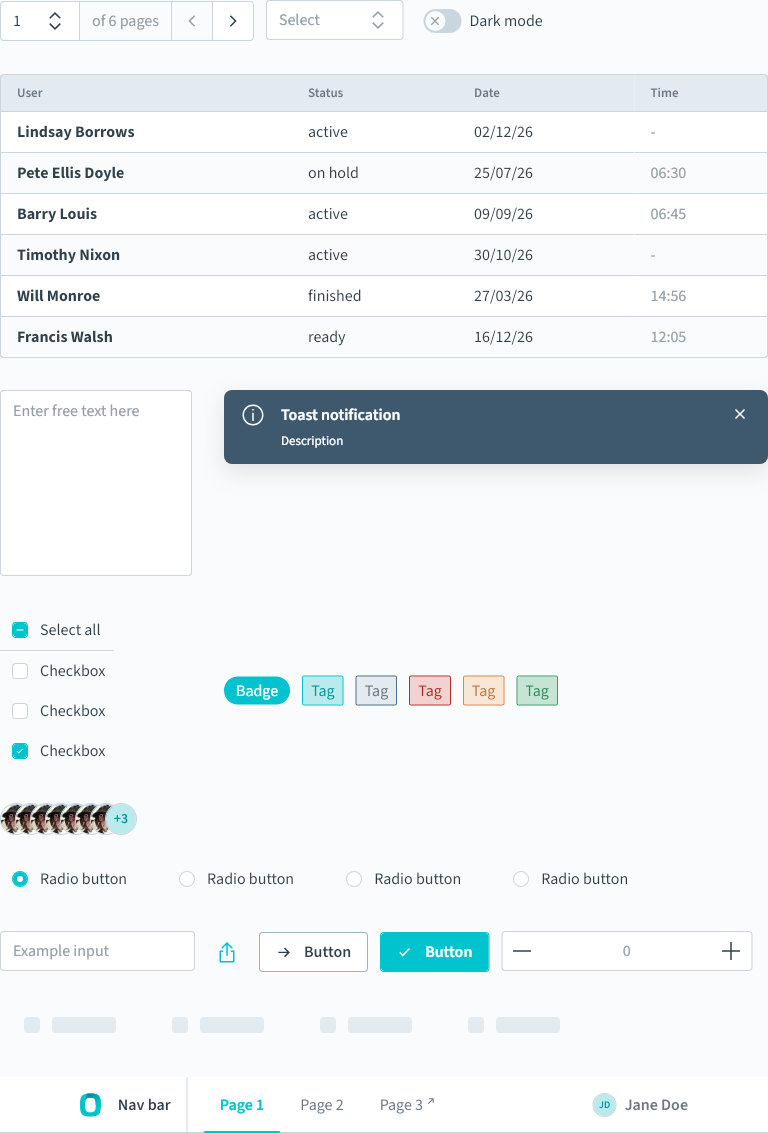 1 of 6 pages Select Dark mode
User Status Date Time
Lindsay Borrows active 02/12/26 -
Pete Ellis Doyle on hold 25/07/26 06:30
Barry Louis active 09/09/26 06:45
Timothy Nixon active 30/10/26 -
Will Monroe finished 27/03/26 14:56
Francis Walsh ready 16/12/26 12:05
Enter free text here
Toast notification
Description
Select all
Checkbox
Checkbox
Checkbox
Badge Tag Tag Tag Tag Tag
+3
Radio button Radio button Radio button Radio button
Example input Button Button 0
Nav bar Page 1 Page 2 Page 3 JD Jane Doe